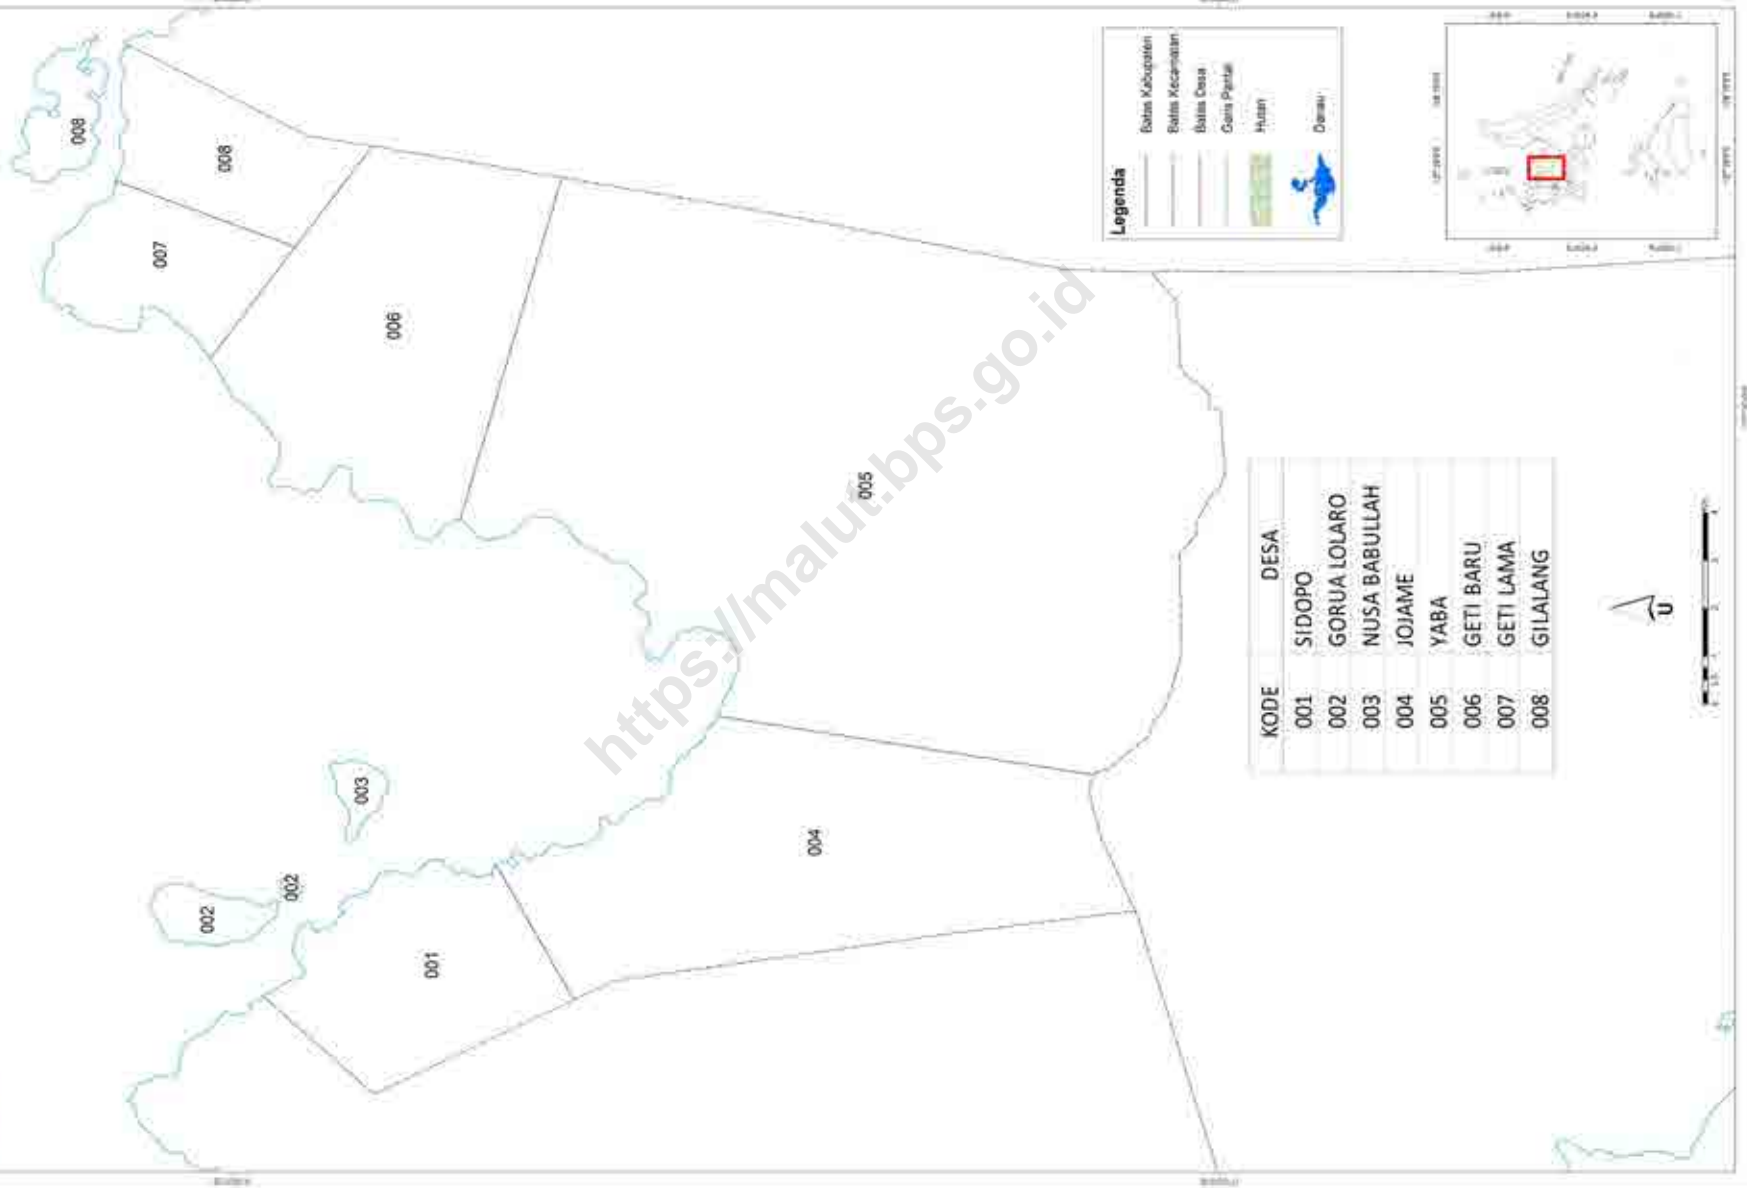 008
008
007
006
005
004
003
002
002
001
Legenda
Batas Kabupaten
Batas Kecamatan
Batas Desa
Garis Pantai
Hutan
Danau
KODE DESA
001 SIDOPO
002 GORUA LOLARO
003 NUSA BABULLAH
004 JOJAME
005 YABA
006 GETI BARU
007 GETI LAMA
008 GILALANG
U
https://malut.bps.go.id